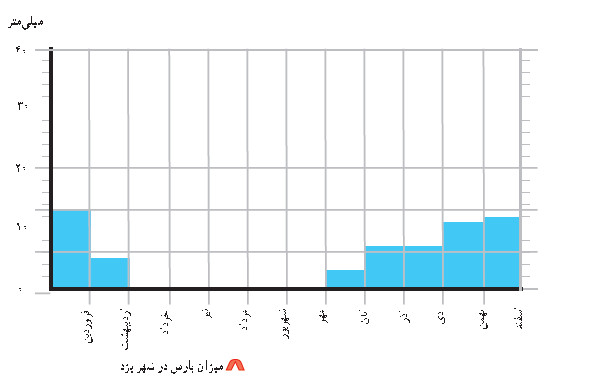 میلی‌متر
۴۰
۳۰
۲۰
۱۰
۰
فروردین
اردیبهشت
خرداد
تیر
مرداد
شهریور
مهر
آبان
آذر
دی
بهمن
اسفند
۸ میزان بارش در شهر یزد